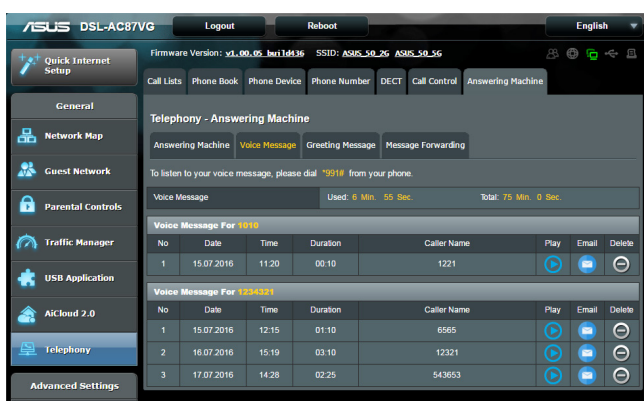 ASUS DSL-AC87VG Logout Reboot English
Quick Internet Setup
Firmware Version: v1.00.05_build436 SSID: ASUS_50_2G ASUS_50_5G
Call Lists Phone Book Phone Device Phone Number DECT Call Control Answering Machine
General
Network Map
Guest Network
Parental Controls
Traffic Manager
USB Application
AiCloud 2.0
Telephony
Advanced Settings
Telephony - Answering Machine
Answering Machine Voice Message Greeting Message Message Forwarding
To listen to your voice message, please dial *991# from your phone.
Voice Message Used: 6 Min. 55 Sec. Total: 75 Min. 0 Sec.
Voice Message For 1010
No Date Time Duration Caller Name Play Email Delete
1 15.07.2016 11:20 00:10 1221
Voice Message For 1234321
No Date Time Duration Caller Name Play Email Delete
1 15.07.2016 12:15 01:10 6565
2 16.07.2016 15:19 03:10 12321
3 17.07.2016 14:28 02:25 543653